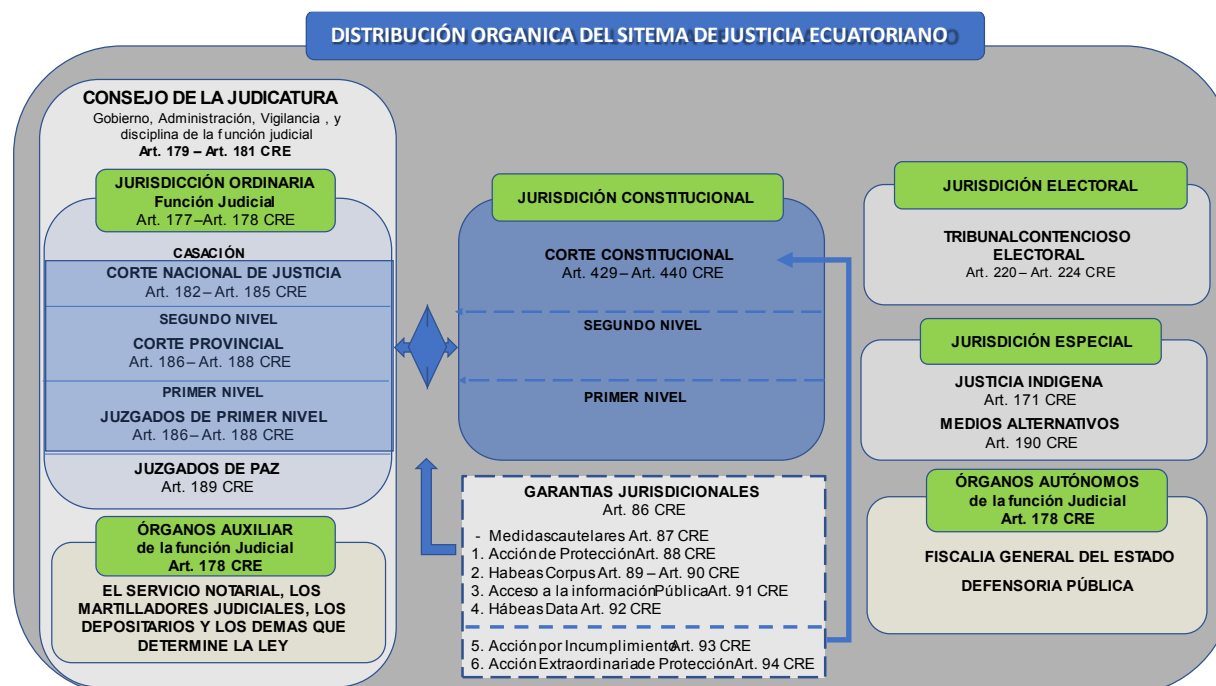 DISTRIBUCIÓN ORGANICA DEL SITEMA DE JUSTICIA ECUATORIANO
CONSEJO DE LA JUDICATURA
Gobierno, Administración, Vigilancia , y
disciplina de la función judicial
Art. 179 – Art. 181 CRE
JURISDICCIÓN ORDINARIA
Función Judicial
Art. 177 – Art. 178 CRE
CASACIÓN
CORTE NACIONAL DE JUSTICIA
Art. 182 – Art. 185 CRE
SEGUNDO NIVEL
CORTE PROVINCIAL
Art. 186 – Art. 188 CRE
PRIMER NIVEL
JUZGADOS DE PRIMER NIVEL
Art. 186 – Art. 188 CRE
JUZGADOS DE PAZ
Art. 189 CRE
ÓRGANOS AUXILIAR
de la función Judicial
Art. 178 CRE
EL SERVICIO NOTARIAL, LOS
MARTILLADORES JUDICIALES, LOS
DEPOSITARIOS Y LOS DEMAS QUE
DETERMINE LA LEY
JURISDICIÓN CONSTITUCIONAL
CORTE CONSTITUCIONAL
Art. 429 – Art. 440 CRE
SEGUNDO NIVEL
PRIMER NIVEL
GARANTIAS JURISDICIONALES
Art. 86 CRE
- Medidas cautelares Art. 87 CRE
1. Acción de Protección Art. 88 CRE
2. Habeas Corpus Art. 89 – Art. 90 CRE
3. Acceso a la información Pública Art. 91 CRE
4. Hábeas Data Art. 92 CRE
5. Acción por Incumplimiento Art. 93 CRE
6. Acción Extraordinaria de Protección Art. 94 CRE
JURISDICIÓN ELECTORAL
TRIBUNAL CONTENCIOSO
ELECTORAL
Art. 220 – Art. 224 CRE
JURISDICIÓN ESPECIAL
JUSTICIA INDIGENA
Art. 171 CRE
MEDIOS ALTERNATIVOS
Art. 190 CRE
ÓRGANOS AUTÓNOMOS
de la función Judicial
Art. 178 CRE
FISCALIA GENERAL DEL ESTADO
DEFENSORIA PÚBLICA